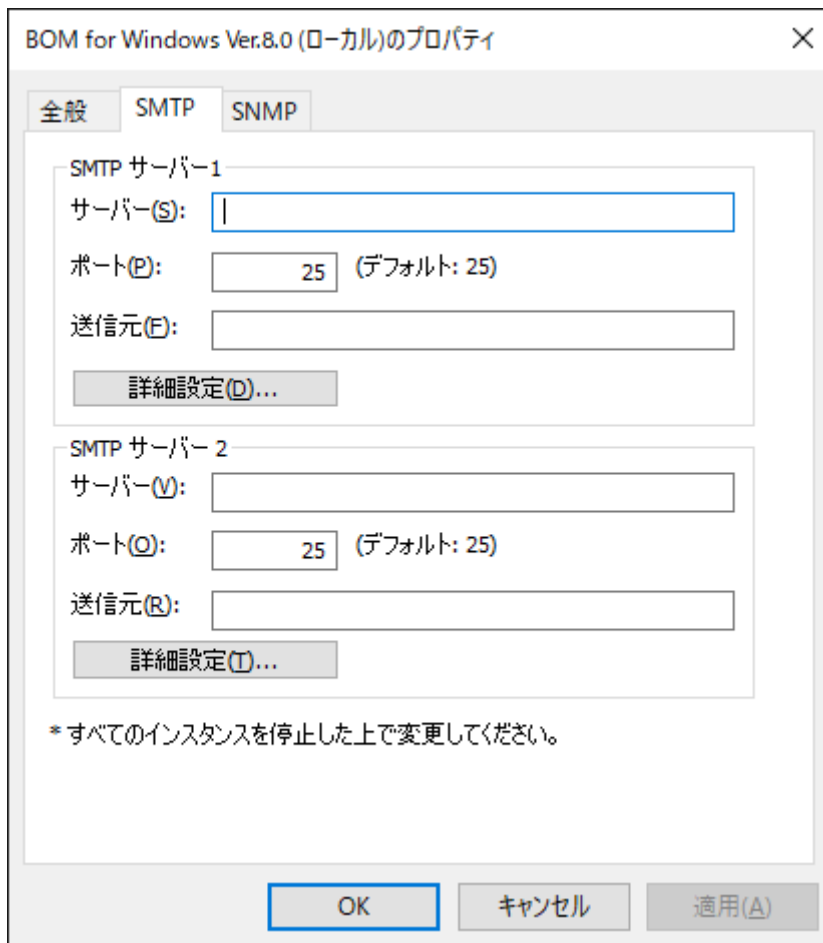 BOM for Windows Ver.8.0 (ローカル)のプロパティ
全般 SMTP SNMP
SMTP サーバー1
サーバー(S):
ポート(P): 25 (デフォルト: 25)
送信元(F):
詳細設定(D)...
SMTP サーバー 2
サーバー(V):
ポート(O): 25 (デフォルト: 25)
送信元(R):
詳細設定(T)...
* すべてのインスタンスを停止した上で変更してください。
OK キャンセル 適用(A)